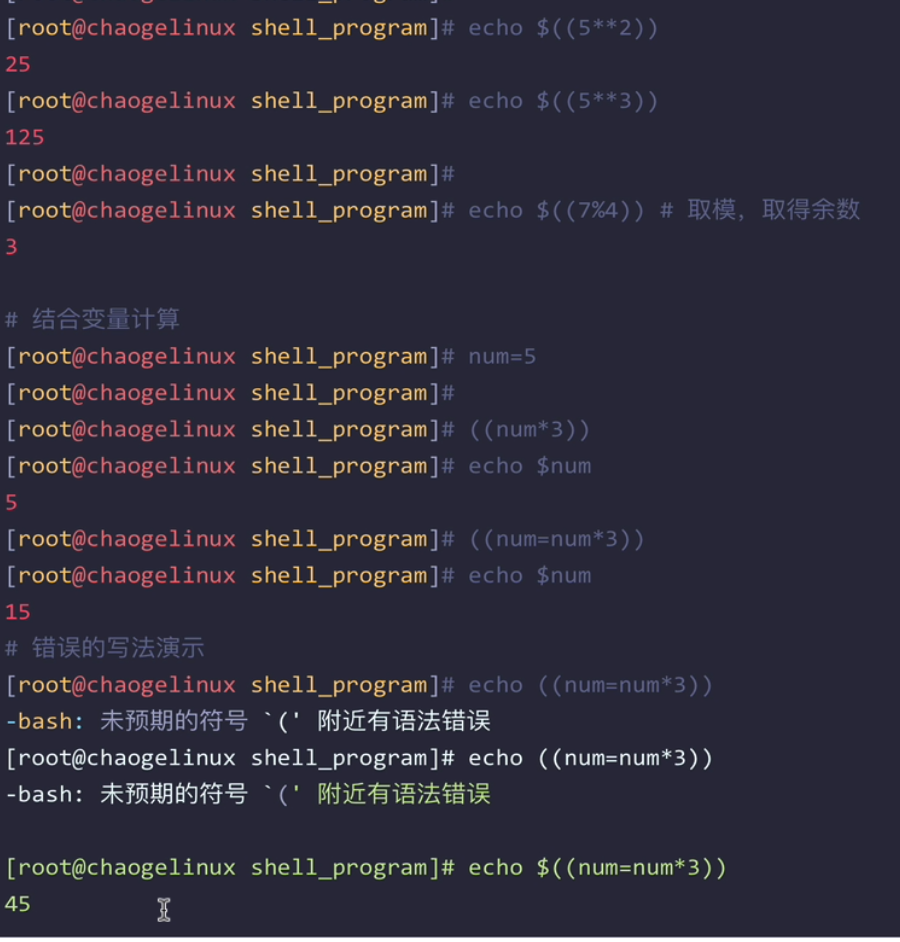 [root@chaogelinux shell_program]# echo $((5**2))
25
[root@chaogelinux shell_program]# echo $((5**3))
125
[root@chaogelinux shell_program]#
[root@chaogelinux shell_program]# echo $((7%4)) # 取模，取得余数
3
# 结合变量计算
[root@chaogelinux shell_program]# num=5
[root@chaogelinux shell_program]#
[root@chaogelinux shell_program]# ((num*3))
[root@chaogelinux shell_program]# echo $num
5
[root@chaogelinux shell_program]# ((num=num*3))
[root@chaogelinux shell_program]# echo $num
15
# 错误的写法演示
[root@chaogelinux shell_program]# echo ((num=num*3))
-bash: 未预期的符号 `(' 附近有语法错误
[root@chaogelinux shell_program]# echo ((num=num*3))
-bash: 未预期的符号 `(' 附近有语法错误
[root@chaogelinux shell_program]# echo $((num=num*3))
45